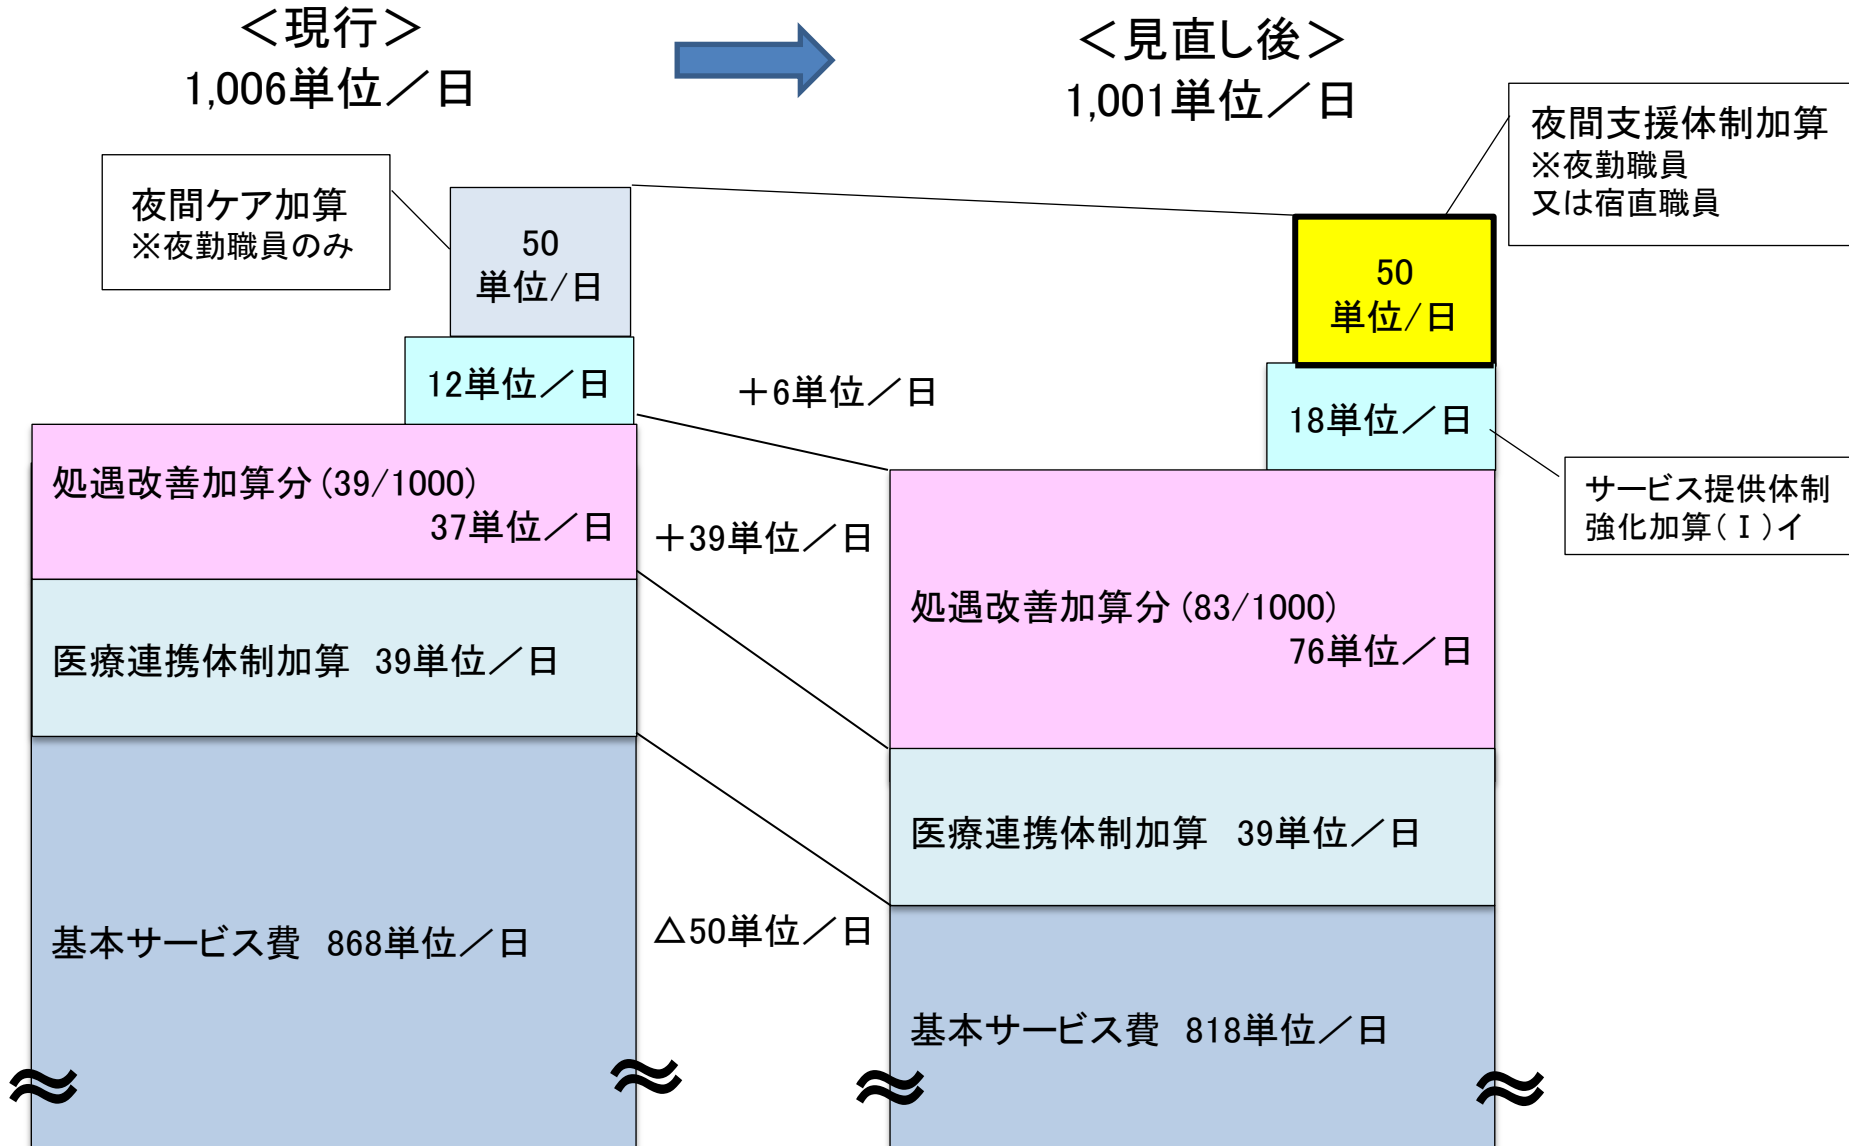 ＜現行＞
1,006単位／日
＜見直し後＞
1,001単位／日
夜間ケア加算
※夜勤職員のみ
50
単位/日
12単位／日
処遇改善加算分(39/1000)
37単位／日
医療連携体制加算　39単位／日
基本サービス費　868単位／日
＋6単位／日
＋39単位／日
△50単位／日
夜間支援体制加算
※夜勤職員
又は宿直職員
50
単位/日
18単位／日
サービス提供体制
強化加算(Ⅰ)イ
処遇改善加算分(83/1000)
76単位／日
医療連携体制加算　39単位／日
基本サービス費　818単位／日